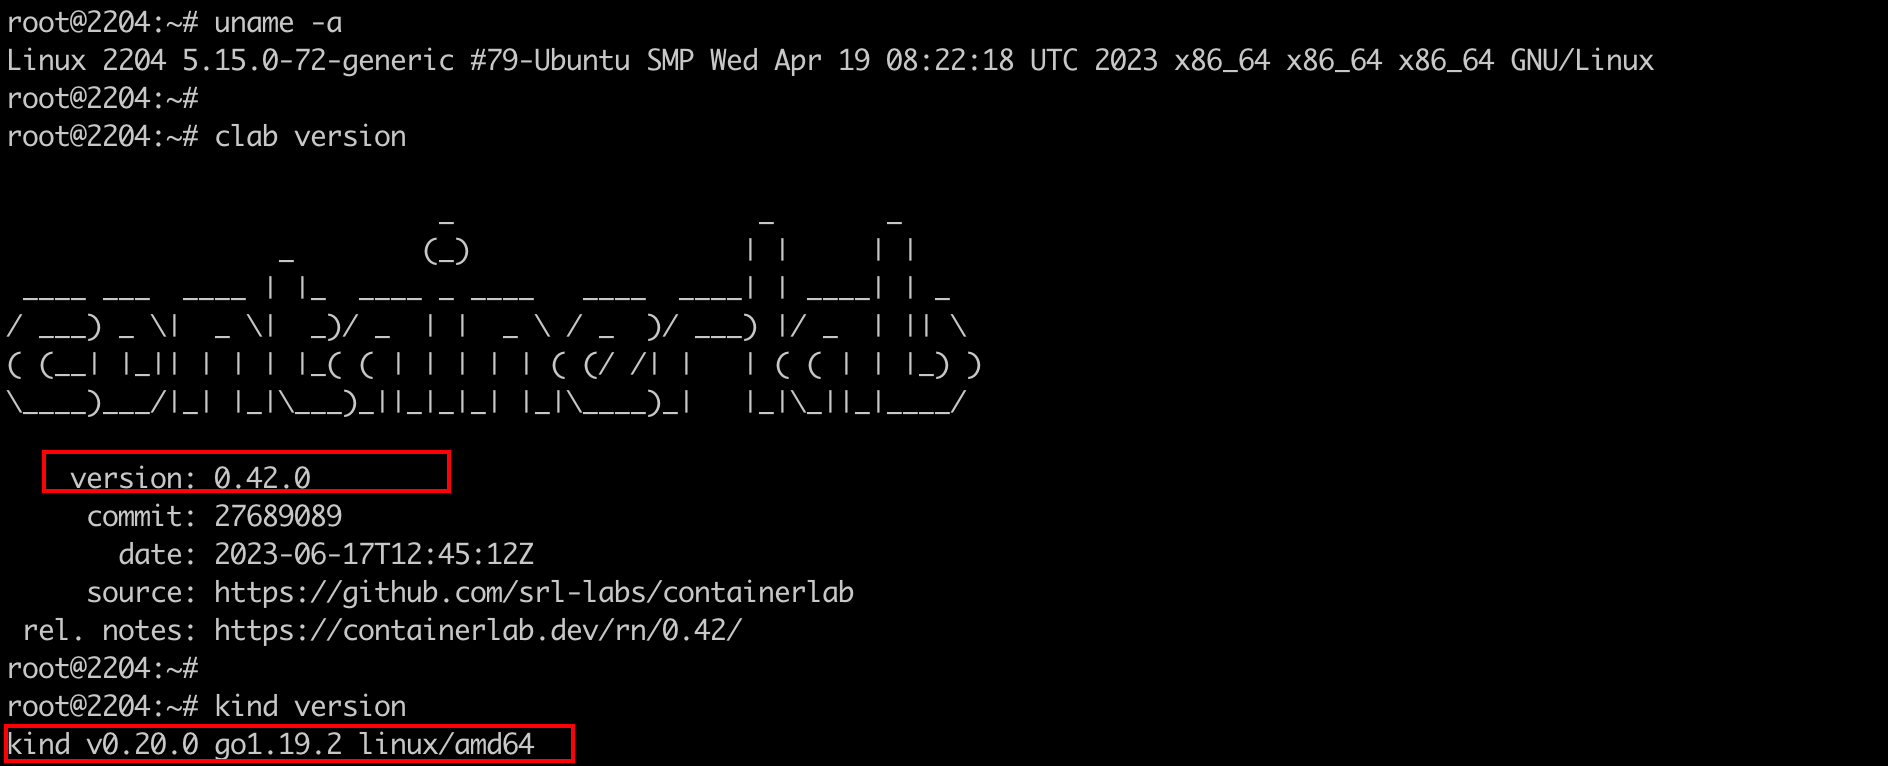 root@2204:~# uname -a
Linux 2204 5.15.0-72-generic #79-Ubuntu SMP Wed Apr 19 08:22:18 UTC 2023 x86_64 x86_64 x86_64 GNU/Linux
root@2204:~#
root@2204:~# clab version
                           _                   _       _
                 _        (_)                 | |     | |
 ____ ___  ____ | |_  ____ _ ____   ____  ____| | ____| | _
/ ___) _ \|  _ \|  _)/ _  | |  _ \ / _  )/ ___) |/ _  | || \
( (__| |_|| | | | |_( ( | | | | | ( (/ /| |   | ( ( | | |_) )
\____)___/|_| |_|\___)_||_|_|_| |_|\____)_|   |_|\_||_|____/
version: 0.42.0
commit: 27689089
date: 2023-06-17T12:45:12Z
source: https://github.com/srl-labs/containerlab
rel. notes: https://containerlab.dev/rn/0.42/
root@2204:~#
root@2204:~# kind version
kind v0.20.0 go1.19.2 linux/amd64